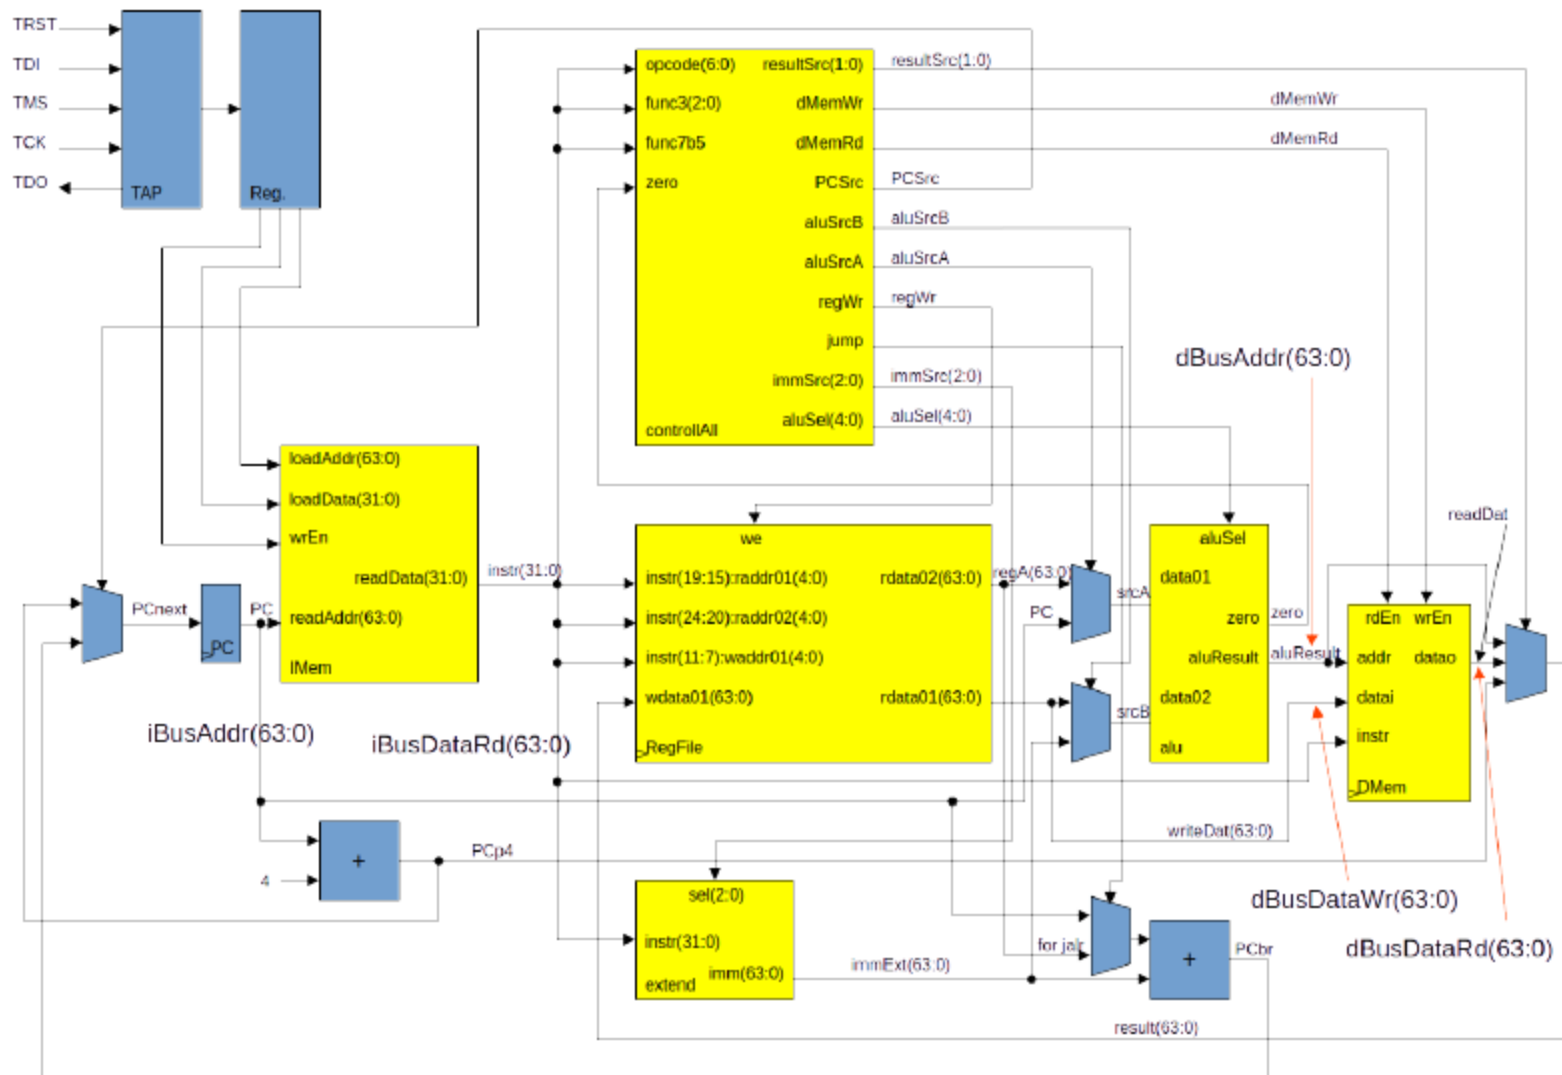 TRST
TDI
TMS
TCK
TDO
TAP
Reg.
opcode(6:0)
func3(2:0)
func7b5
zero
resultSrc(1:0)
dMemWr
dMemRd
PCSrc
aluSrcB
aluSrcA
regWr
jump
immSrc(2:0)
aluSel(4:0)
controllAll
resultSrc(1:0)
dMemWr
dMemRd
PCSrc
aluSrcB
aluSrcA
regWr
immSrc(2:0)
aluSel(4:0)
dBusAddr(63:0)
loadAddr(63:0)
loadData(31:0)
wrEn
readData(31:0)
readAddr(63:0)
IMem
instr(31:0)
PCnext
PC
PC
iBusAddr(63:0)
iBusDataRd(63:0)
we
instr(19:15):raddr01(4:0)
instr(24:20):raddr02(4:0)
instr(11:7):waddr01(4:0)
wdata01(63:0)
rdata02(63:0)
rdata01(63:0)
RegFile
regA(63:0)
PC
srcA
srcB
aluSel
data01
zero
aluResult
data02
alu
zero
aluResult
readDat
rdEn
wrEn
addr
datao
datai
instr
DMem
writeDat(63:0)
dBusDataWr(63:0)
dBusDataRd(63:0)
+
4
PCp4
sel(2:0)
instr(31:0)
imm(63:0)
extend
immExt(63:0)
for jalr
+
PCbr
result(63:0)